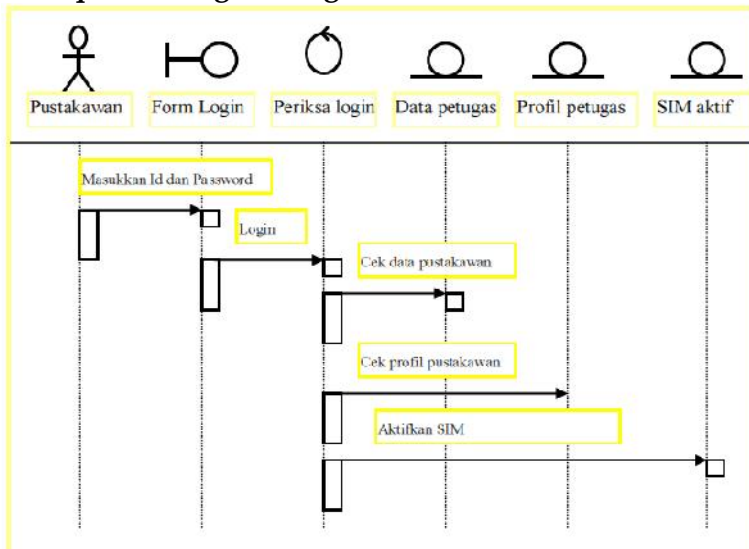 Pustakawan Form Login Periksa login Data petugas Profil petugas SIM aktif
Masukkan Id dan Password
Login
Cek data pustakawan
Cek profil pustakawan
Aktifkan SIM